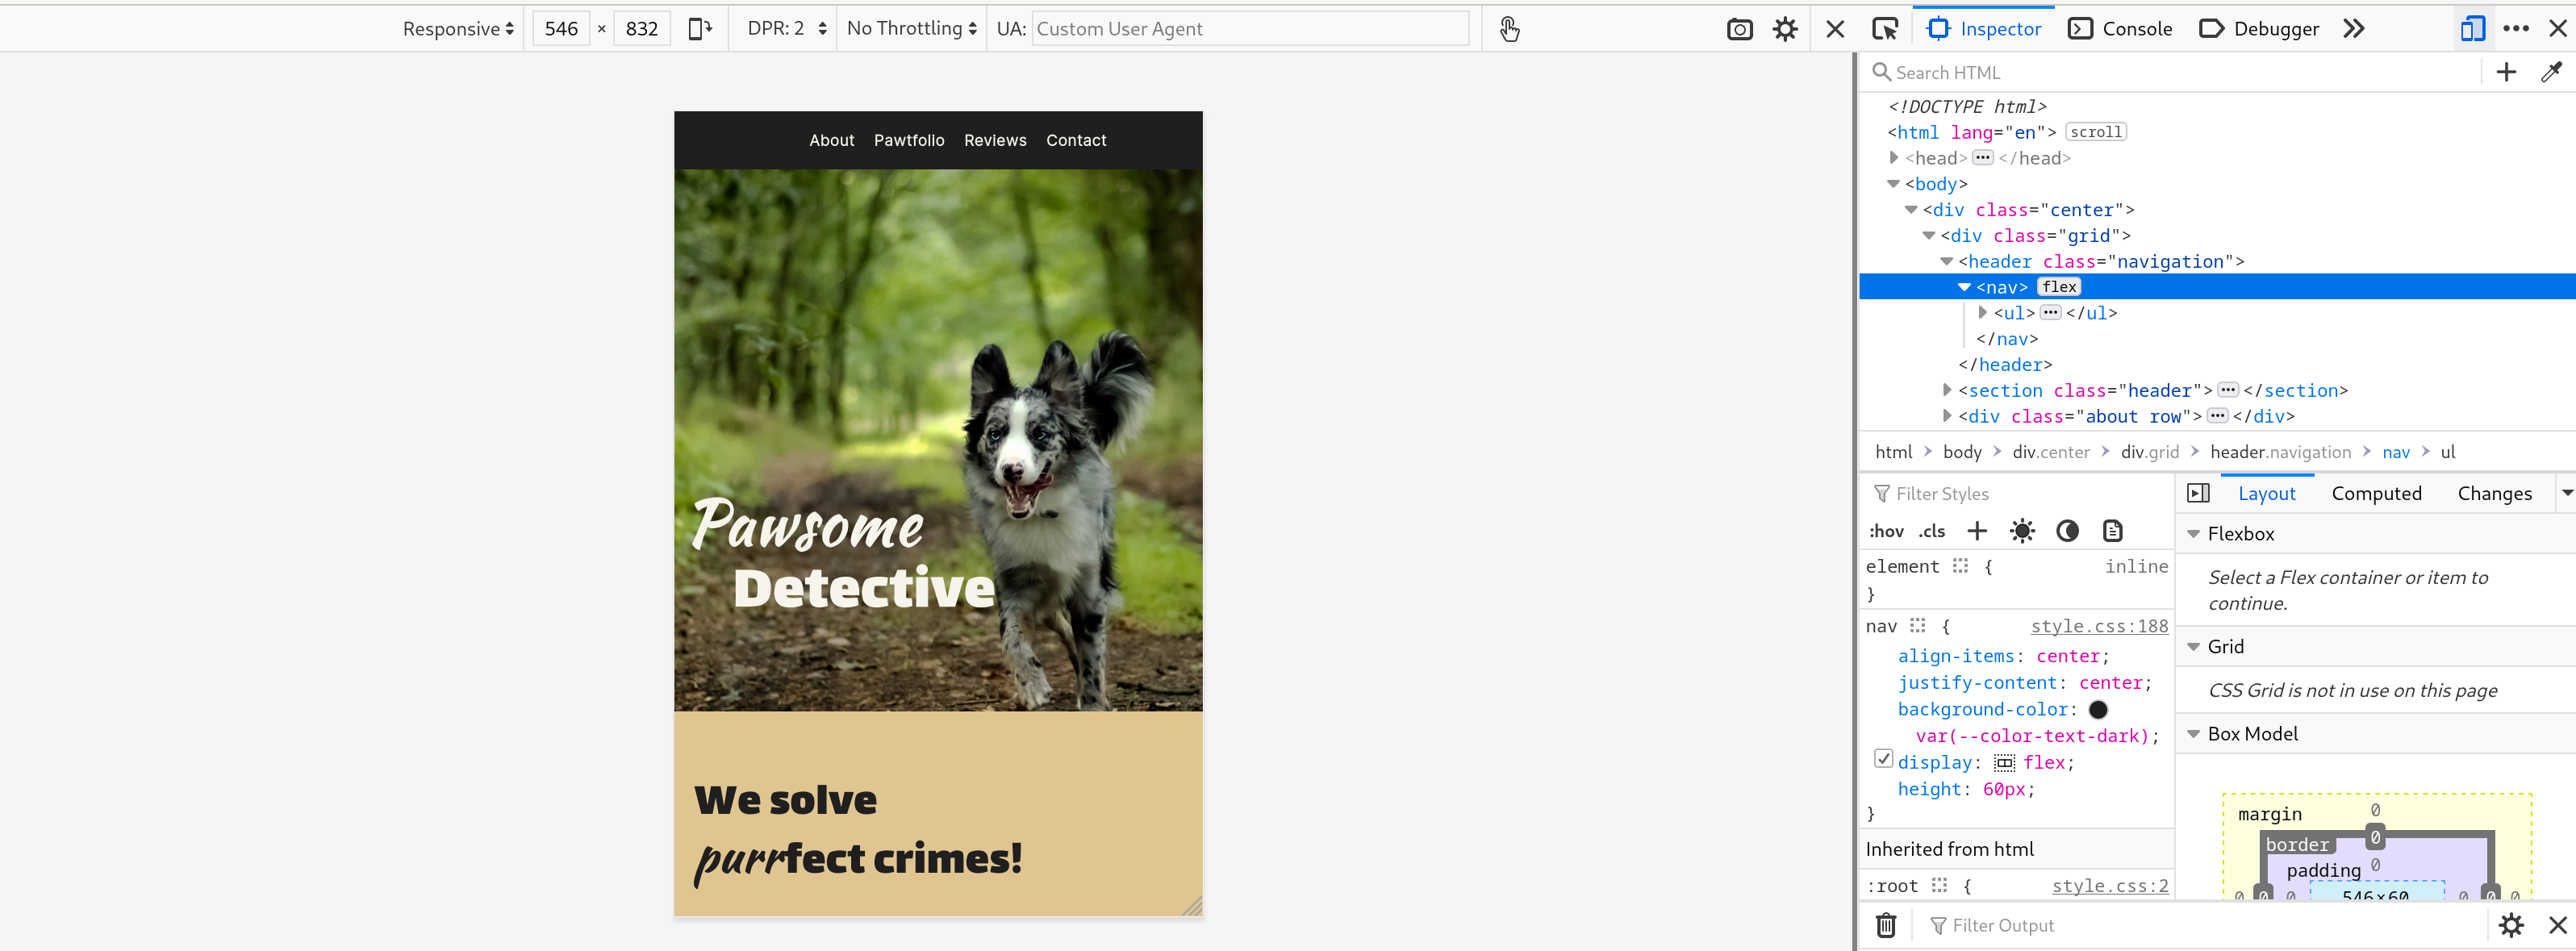 Responsive 546 × 832 DPR: 2 No Throttling UA: Custom User Agent
Inspector Console Debugger
Search HTML
<!DOCTYPE html>
<html lang="en"> scroll
<head> ••• </head>
<body>
<div class="center">
<div class="grid">
<header class="navigation">
<nav> flex
<ul> ••• </ul>
</nav>
</header>
<section class="header"> ••• </section>
<div class="about row"> ••• </div>
html > body > div.center > div.grid > header.navigation > nav > ul
About Pawtfolio Reviews Contact
Pawsome
Detective
We solve
purrfect crimes!
Filter Styles
:hov .cls
element { inline
}
nav { style.css:188
align-items: center;
justify-content: center;
background-color:
var(--color-text-dark);
display: flex;
height: 60px;
}
Inherited from html
:root { style.css:2
Layout Computed Changes
Flexbox
Select a Flex container or item to
continue.
Grid
CSS Grid is not in use on this page
Box Model
margin 0
border 0
padding 0
0 0 0 546×60 0 0 0
Filter Output